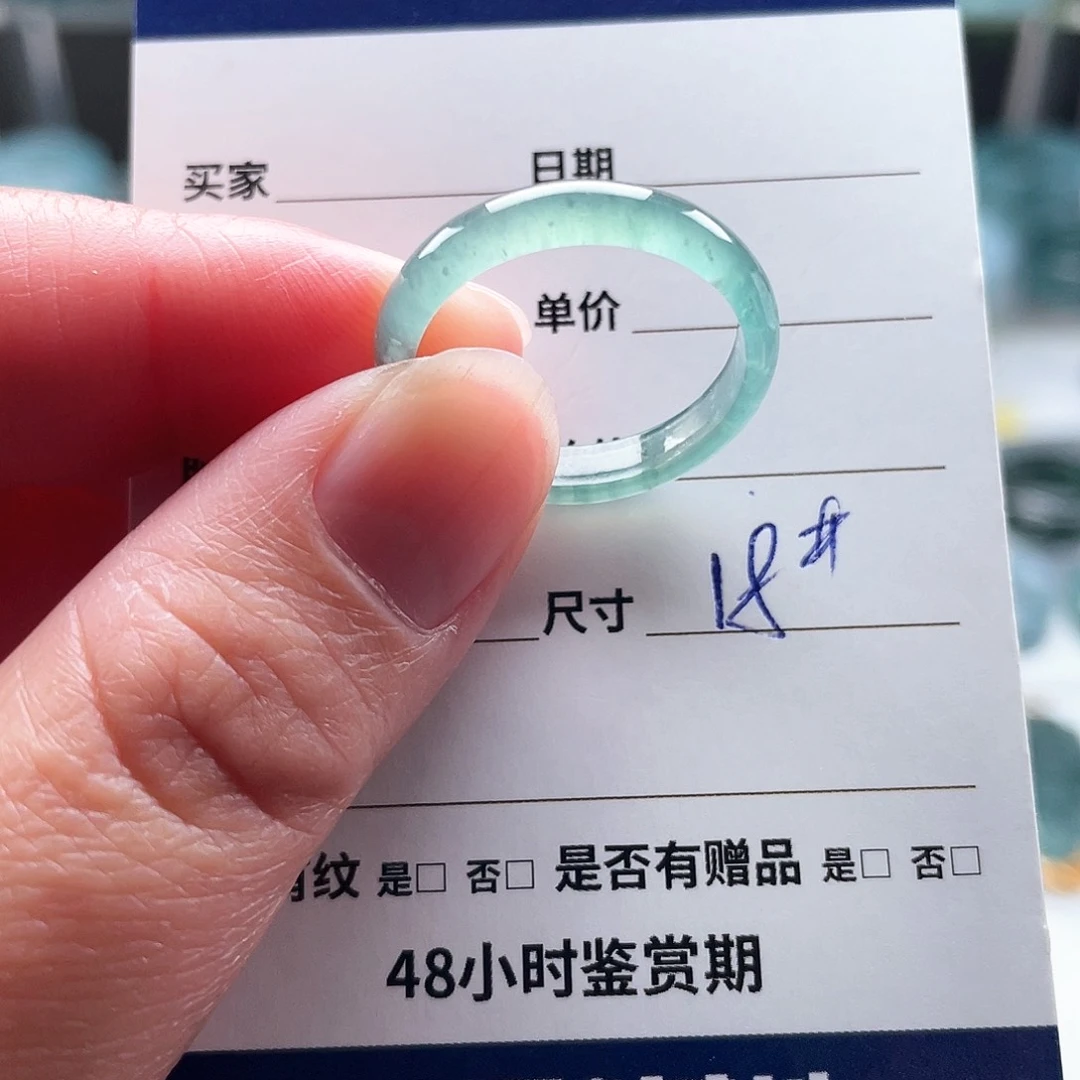 买家 日期
单价
尺寸 18#
纹 是□ 否□ 是否有赠品 是□ 否□
48小时鉴赏期